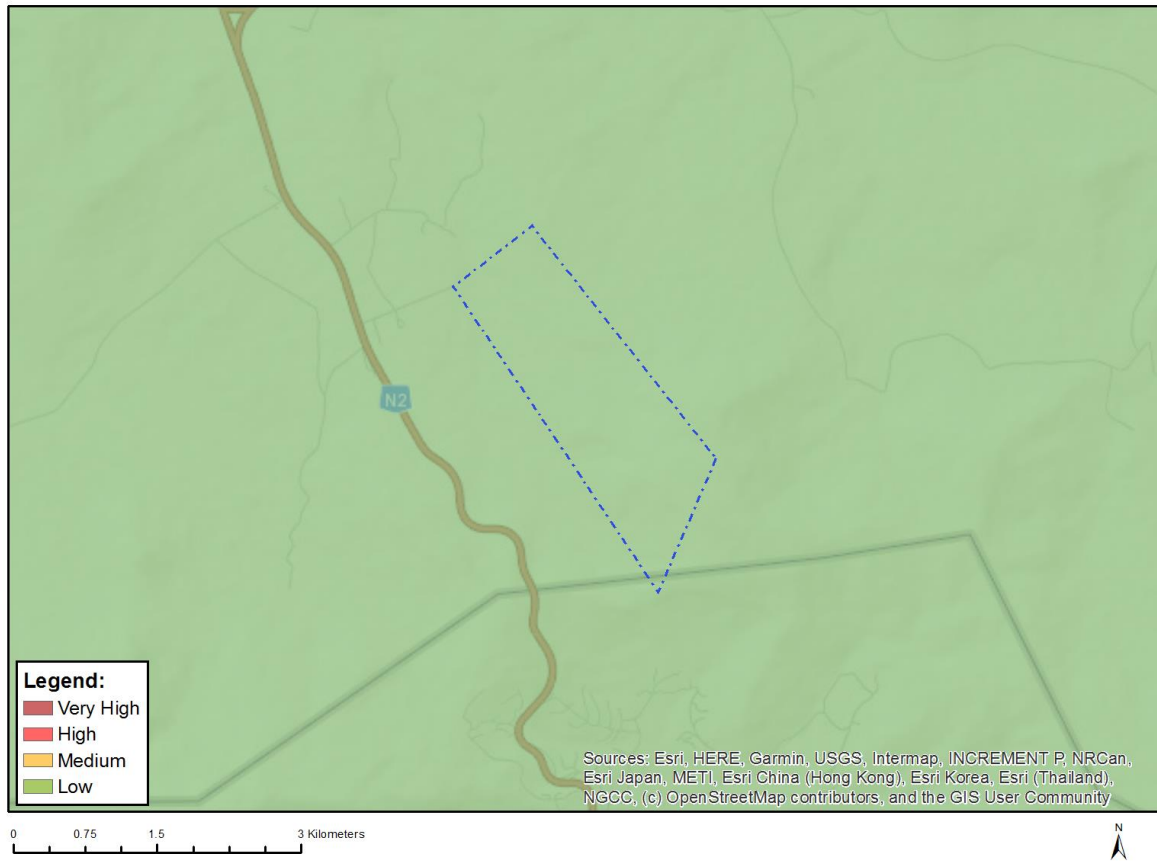 N2
Legend:
Very High
High
Medium
Low
Sources: Esri, HERE, Garmin, USGS, Intermap, INCREMENT P, NRCan,
Esri Japan, METI, Esri China (Hong Kong), Esri Korea, Esri (Thailand),
NGCC, (c) OpenStreetMap contributors, and the GIS User Community
0 0.75 1.5 3 Kilometers
N